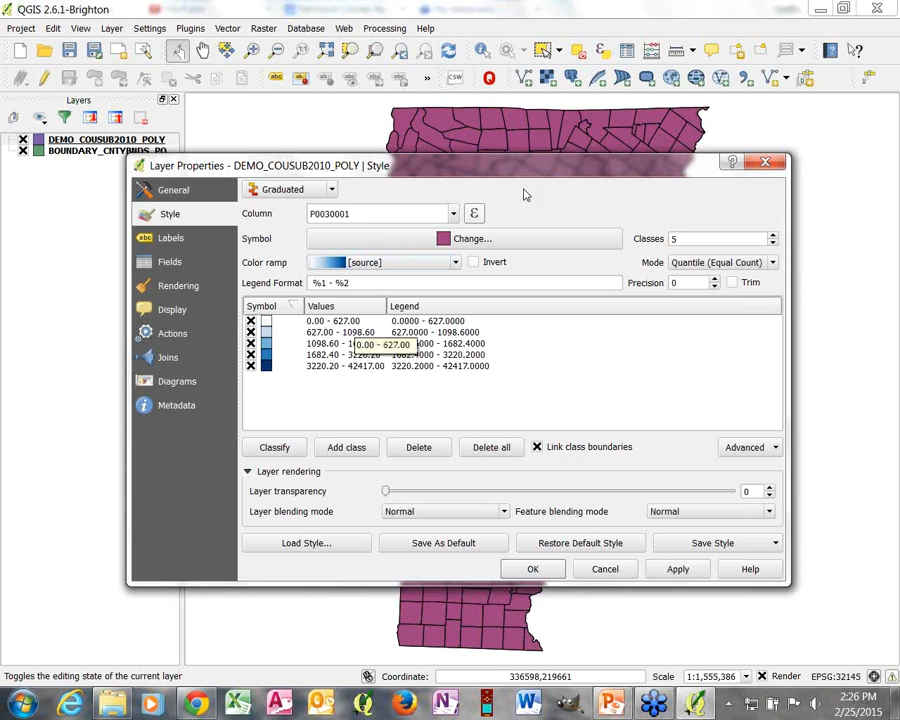 QGIS 2.6.1-Brighton
Project Edit View Layer Settings Plugins Vector Raster Database Web Processing Help
abc abc abc abc abc abc » CSW
Layers
DEMO_COUSUB2010_POLY
Layer Properties - DEMO_COUSUB2010_POLY | Style
General
Graduated
Style
Column P0030001 ε
abc Labels
Symbol Change... Classes 5
Fields
Color ramp [source] Invert Mode Quantile (Equal Count)
Rendering
Legend Format %1 - %2 Precision 0 Trim
Display
Symbol Values Legend
0.00 - 627.00 0.0000 - 627.0000
Actions
627.00 - 1098.60 627.0000 - 1098.6000
0.00 - 627.00
Joins
1682.40 - 3220.20
3220.20 - 42417.00 3220.2000 - 42417.0000
Diagrams
Metadata
Classify Add class Delete Delete all Link class boundaries Advanced
Layer rendering
Layer transparency 0
Layer blending mode Normal Feature blending mode Normal
Load Style... Save As Default Restore Default Style Save Style
OK Cancel Apply Help
Toggles the editing state of the current layer Coordinate: 336598,219661 Scale 1:1,555,386 Render EPSG:32145
2:26 PM
2/25/2015